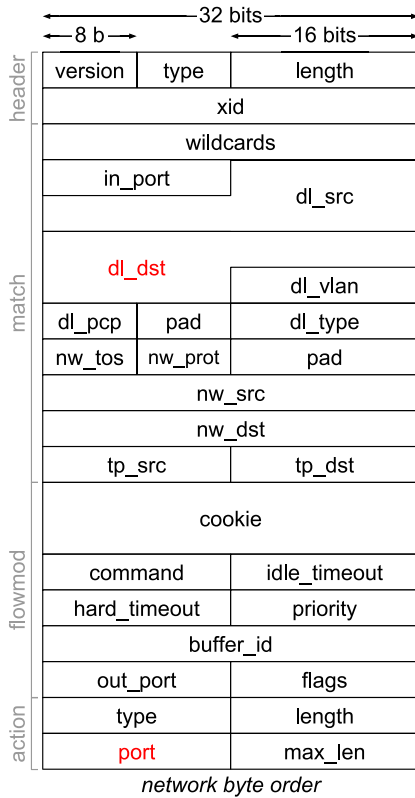 32 bits
8 b 16 bits
header
version type length
xid
match
wildcards
in_port dl_src
dl_dst
dl_vlan
dl_pcp pad dl_type
nw_tos nw_prot pad
nw_src
nw_dst
tp_src tp_dst
flowmod
cookie
command idle_timeout
hard_timeout priority
buffer_id
out_port flags
action
type length
port max_len
network byte order